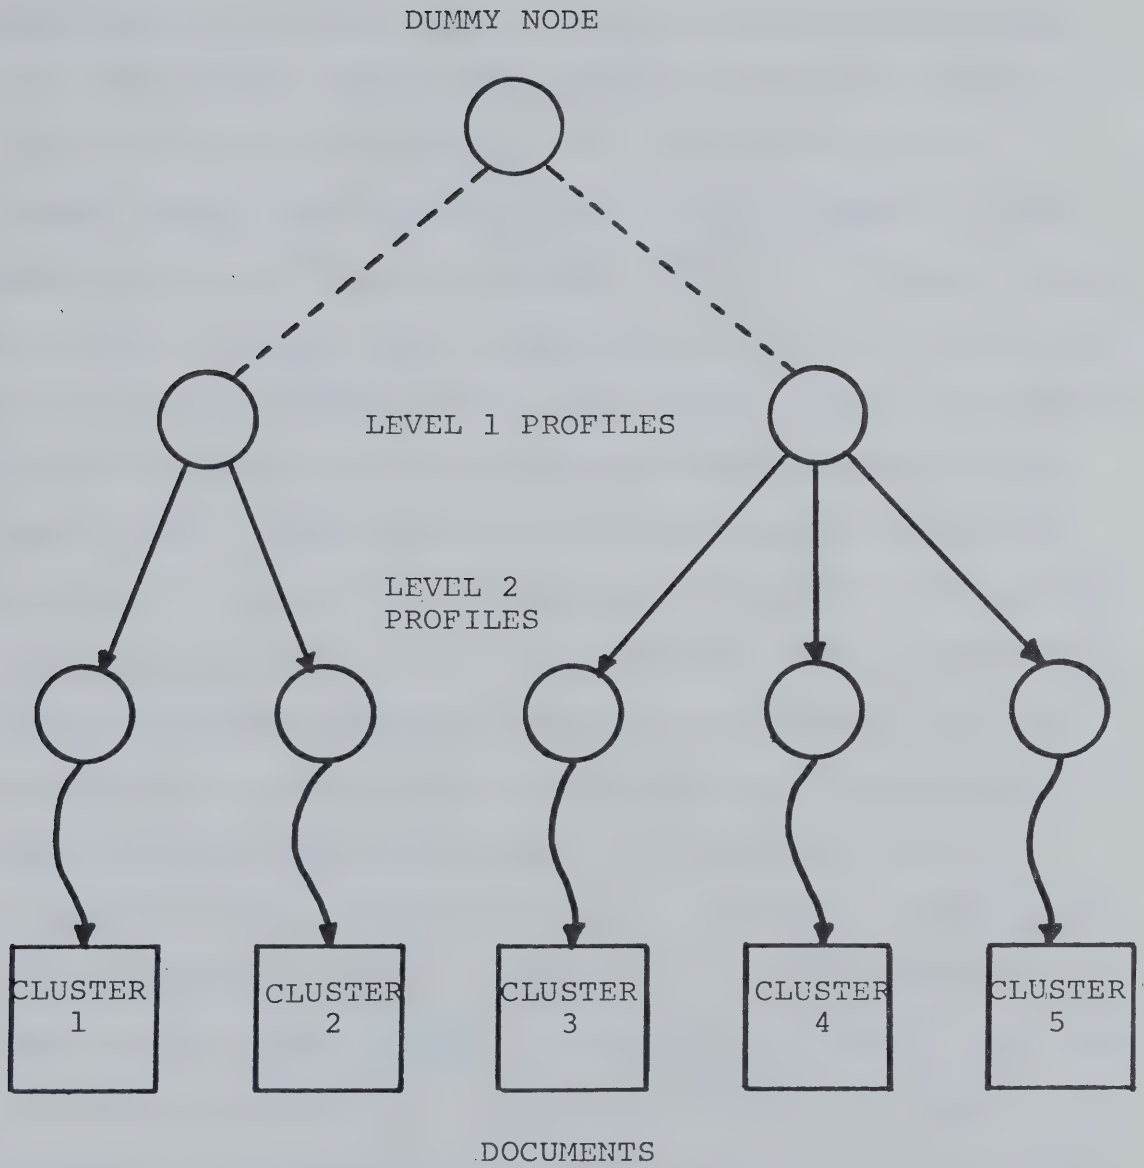 DUMMY NODE
LEVEL 1 PROFILES
LEVEL 2
PROFILES
CLUSTER
1
CLUSTER
2
CLUSTER
3
CLUSTER
4
CLUSTER
5
DOCUMENTS